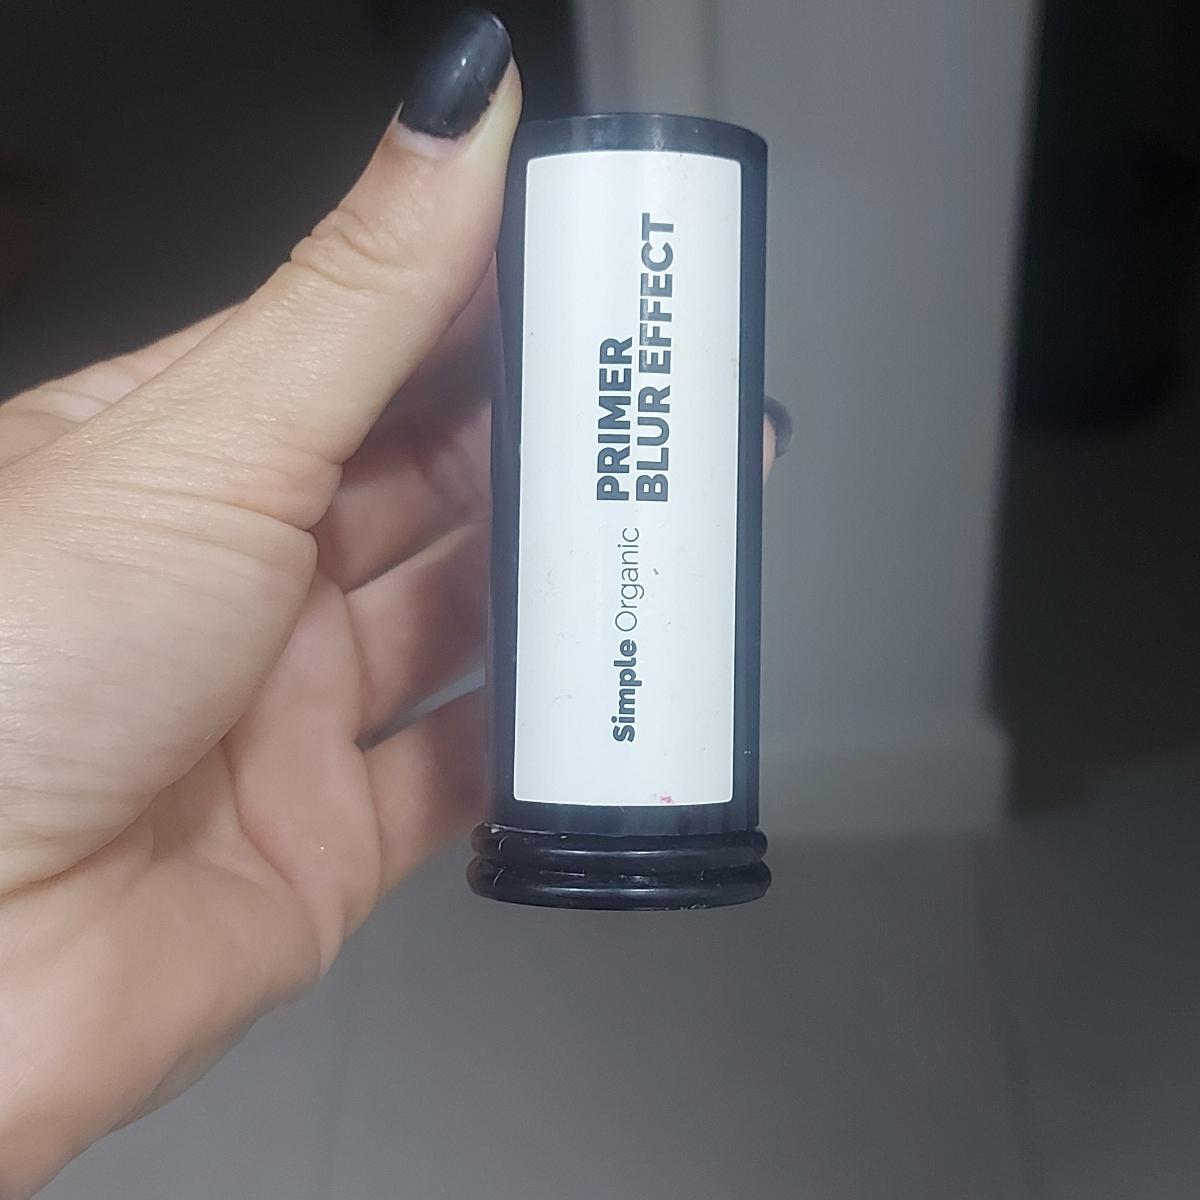 Simple Organic
PRIMER
BLUR EFFECT